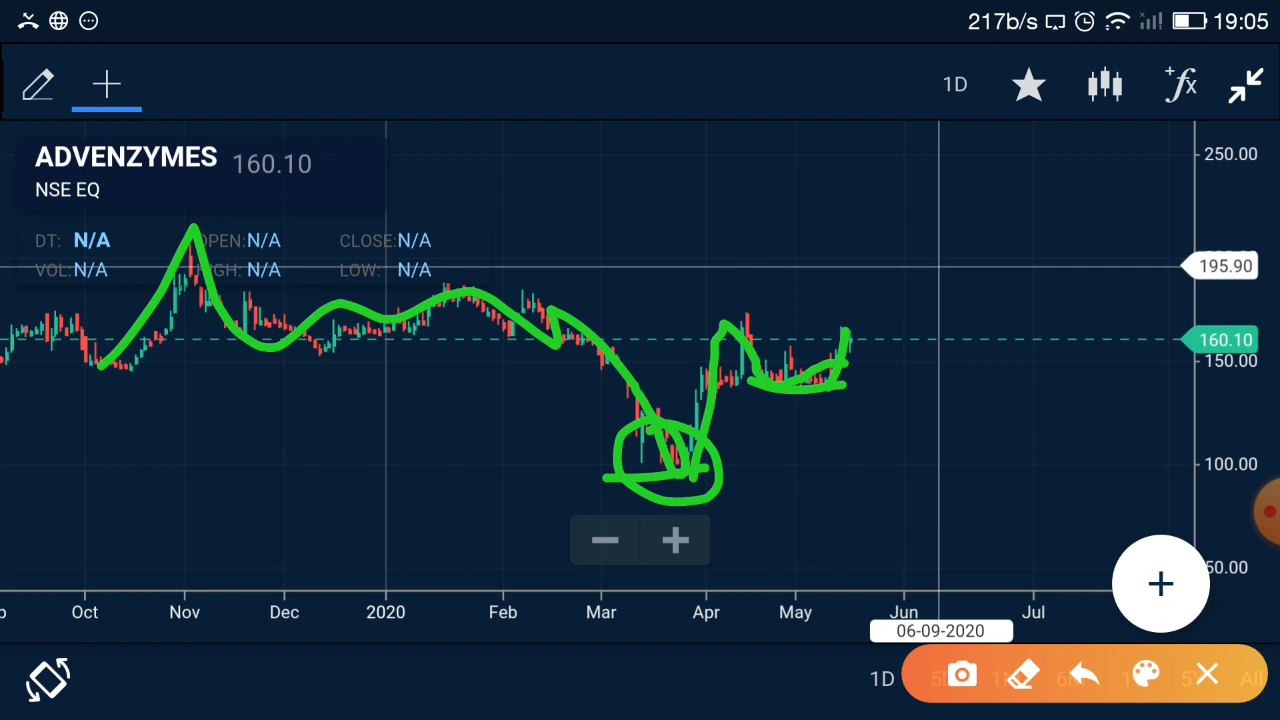 217b/s 19:05
1D
ADVENZYMES 160.10
NSE EQ
DT: N/A OPEN: N/A CLOSE: N/A
VOL: N/A HIGH: N/A LOW: N/A
250.00
195.90
160.10
150.00
100.00
50.00
Oct Nov Dec 2020 Feb Mar Apr May Jun Jul
06-09-2020
1D